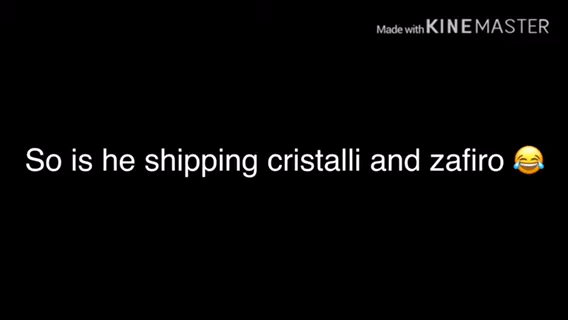 Made with KINEMASTER
So is he shipping cristalli and zafiro 😂